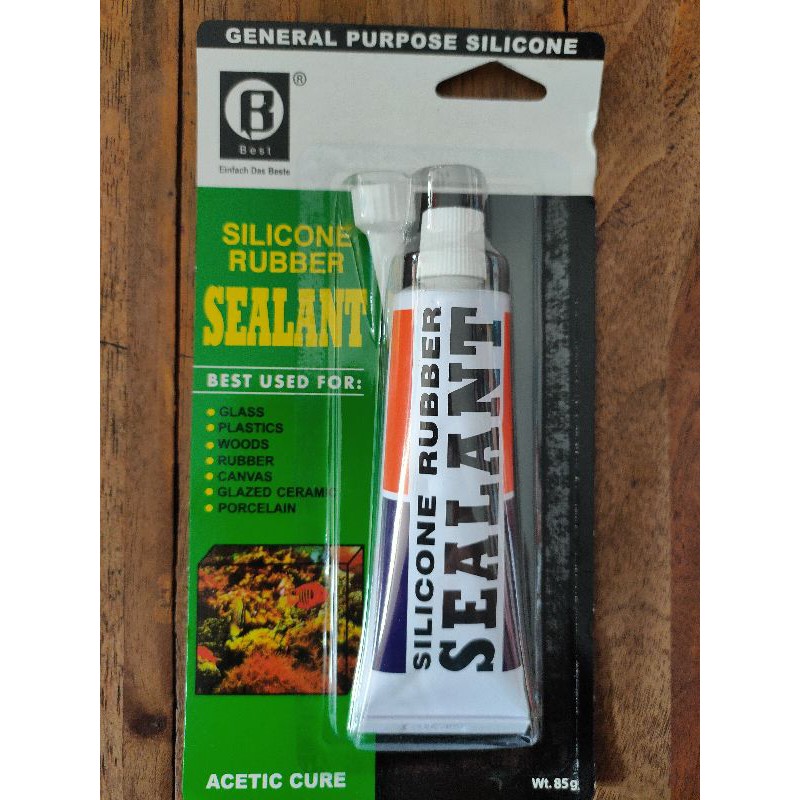 GENERAL PURPOSE SILICONE
B ®
Best
Einfach Das Beste
SILICONE
RUBBER
SEALANT
BEST USED FOR:
GLASS
PLASTICS
WOODS
RUBBER
CANVAS
GLAZED CERAMIC
PORCELAIN
SILICONE RUBBER
SEALANT
ACETIC CURE
Wt. 85g